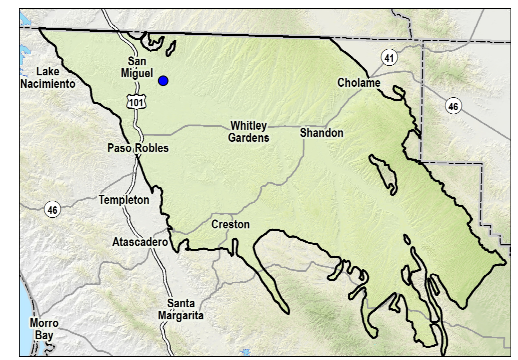 San
Miguel
Lake
Nacimiento
41
Cholame
101
46
Whitley
Gardens
Shandon
Paso Robles
Templeton
46
Creston
Atascadero
Santa
Margarita
Morro
Bay